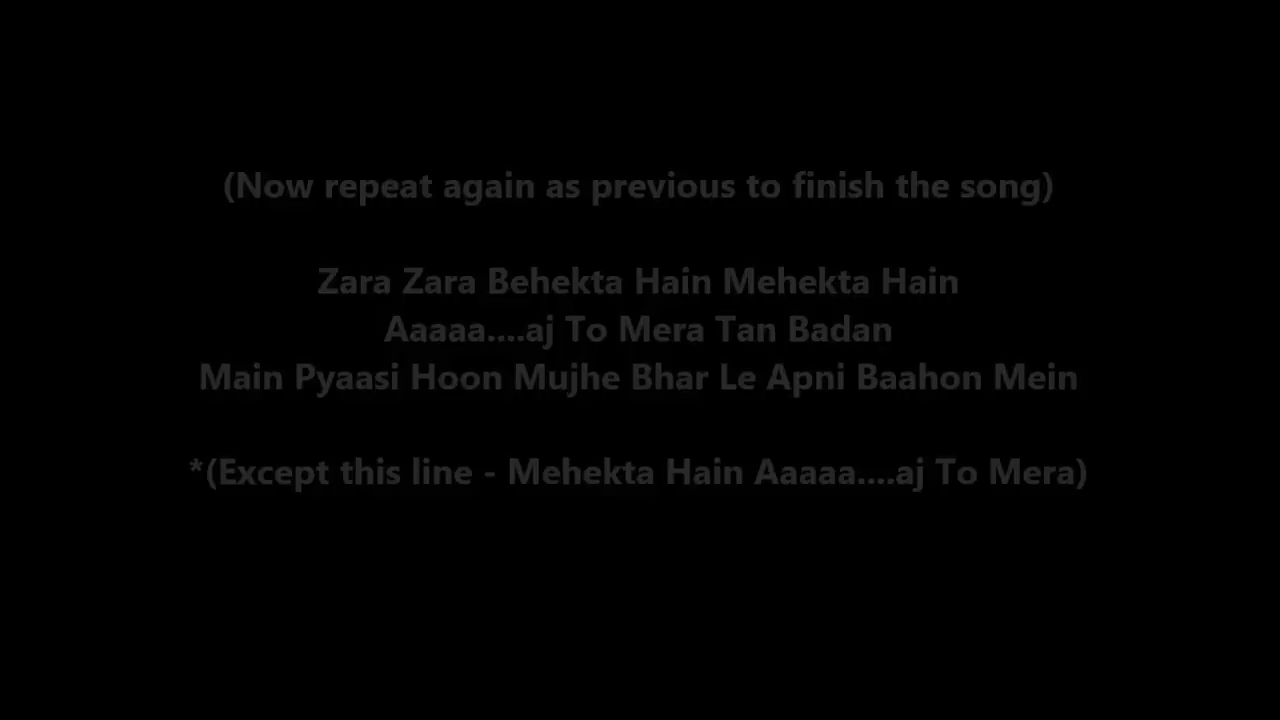 (Now repeat again as previous to finish the song)
Zara Zara Behekta Hain Mehekta Hain
Aaaaa....aj To Mera Tan Badan
Main Pyaasi Hoon Mujhe Bhar Le Apni Baahon Mein
*(Except this line - Mehekta Hain Aaaaa....aj To Mera)